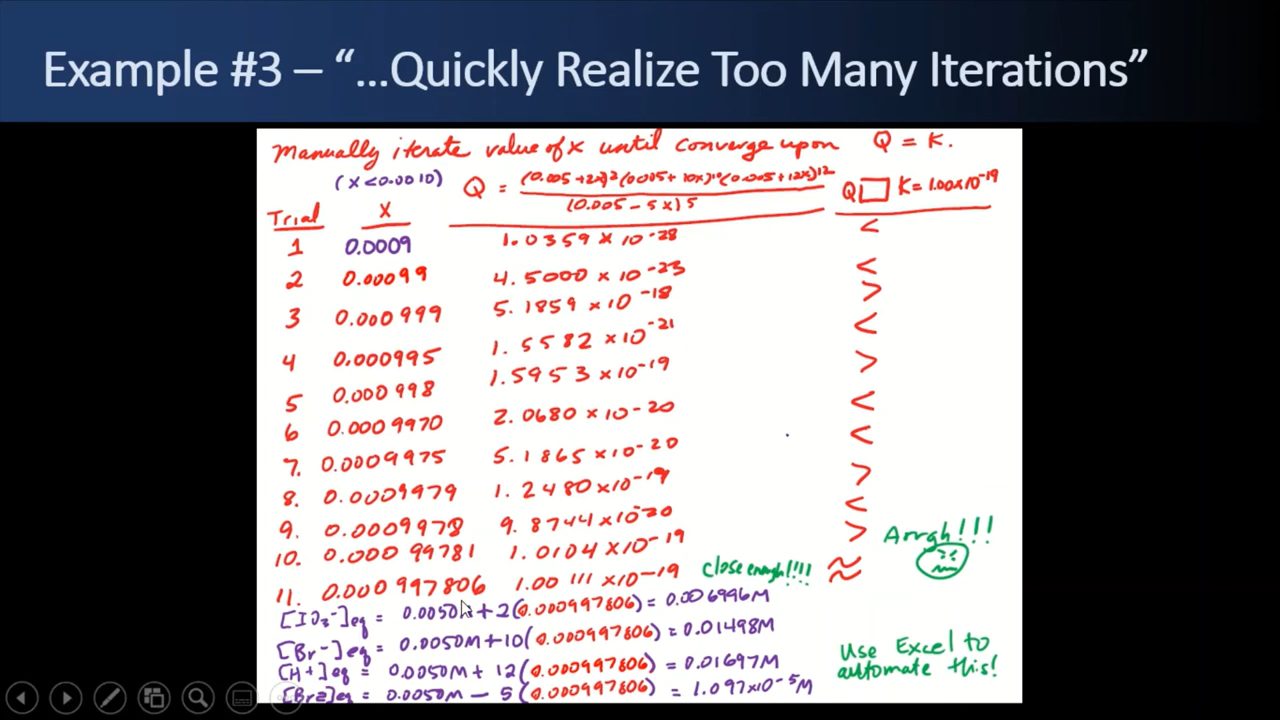 Example #3 – “…Quickly Realize Too Many Iterations”
Manually iterate value of x until converge upon Q = K.
(x<0.0010)
Q = (0.005+2x)²(0.005+10x)¹⁰(0.005+12x)¹²
(0.005-5x)5
Q□ K=1.00x10⁻¹⁹
Trial X
1 0.0009 1.0359 x 10⁻²⁸ <
2 0.00099 4.5000 x 10⁻²³ <
3 0.000999 5.1859 x 10⁻¹⁸ >
4 0.000995 1.5582 x 10⁻²¹ <
5 0.000998 1.5953 x 10⁻¹⁹ >
6 0.0009970 2.0680 x 10⁻²⁰ <
7. 0.0009975 5.1865 x 10⁻²⁰ <
8. 0.0009979 1.2480 x 10⁻¹⁹ >
9. 0.0009978 9.8744 x 10⁻²⁰ <
10. 0.00099781 1.0104 x 10⁻¹⁹ >
11. 0.000997806 1.00111 x 10⁻¹⁹ close enough!!!! ≈
Arrgh!!!
[IO₃⁻]eq = 0.0050M + 2(0.000997806) = 0.006996M
[Br⁻]eq = 0.0050M + 10(0.000997806) = 0.01498M
[H+]eq = 0.0050M + 12(0.000997806) = 0.01697M
[Br2]eq = 0.0050M - 5(0.000997806) = 1.097x10⁻⁵M
Use Excel to
automate this!